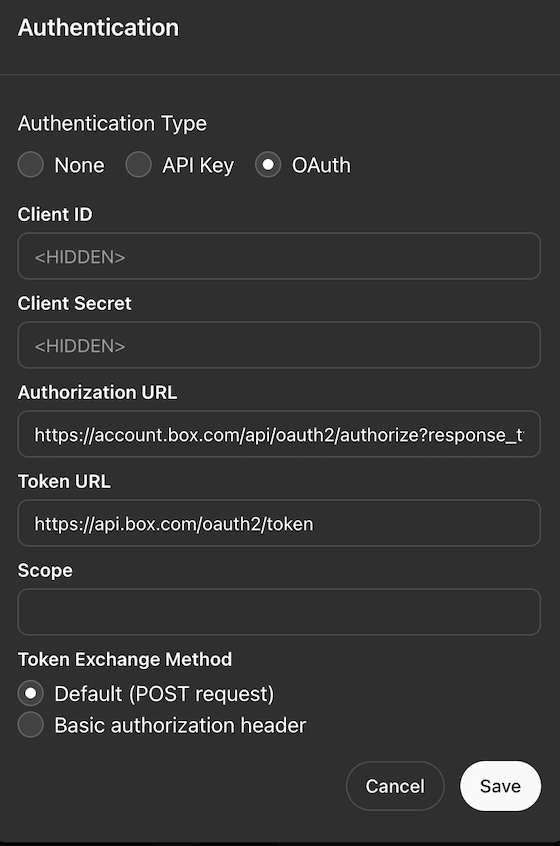 Authentication
Authentication Type
None API Key OAuth
Client ID
<HIDDEN>
Client Secret
<HIDDEN>
Authorization URL
https://account.box.com/api/oauth2/authorize?response_t
Token URL
https://api.box.com/oauth2/token
Scope
Token Exchange Method
Default (POST request)
Basic authorization header
Cancel Save